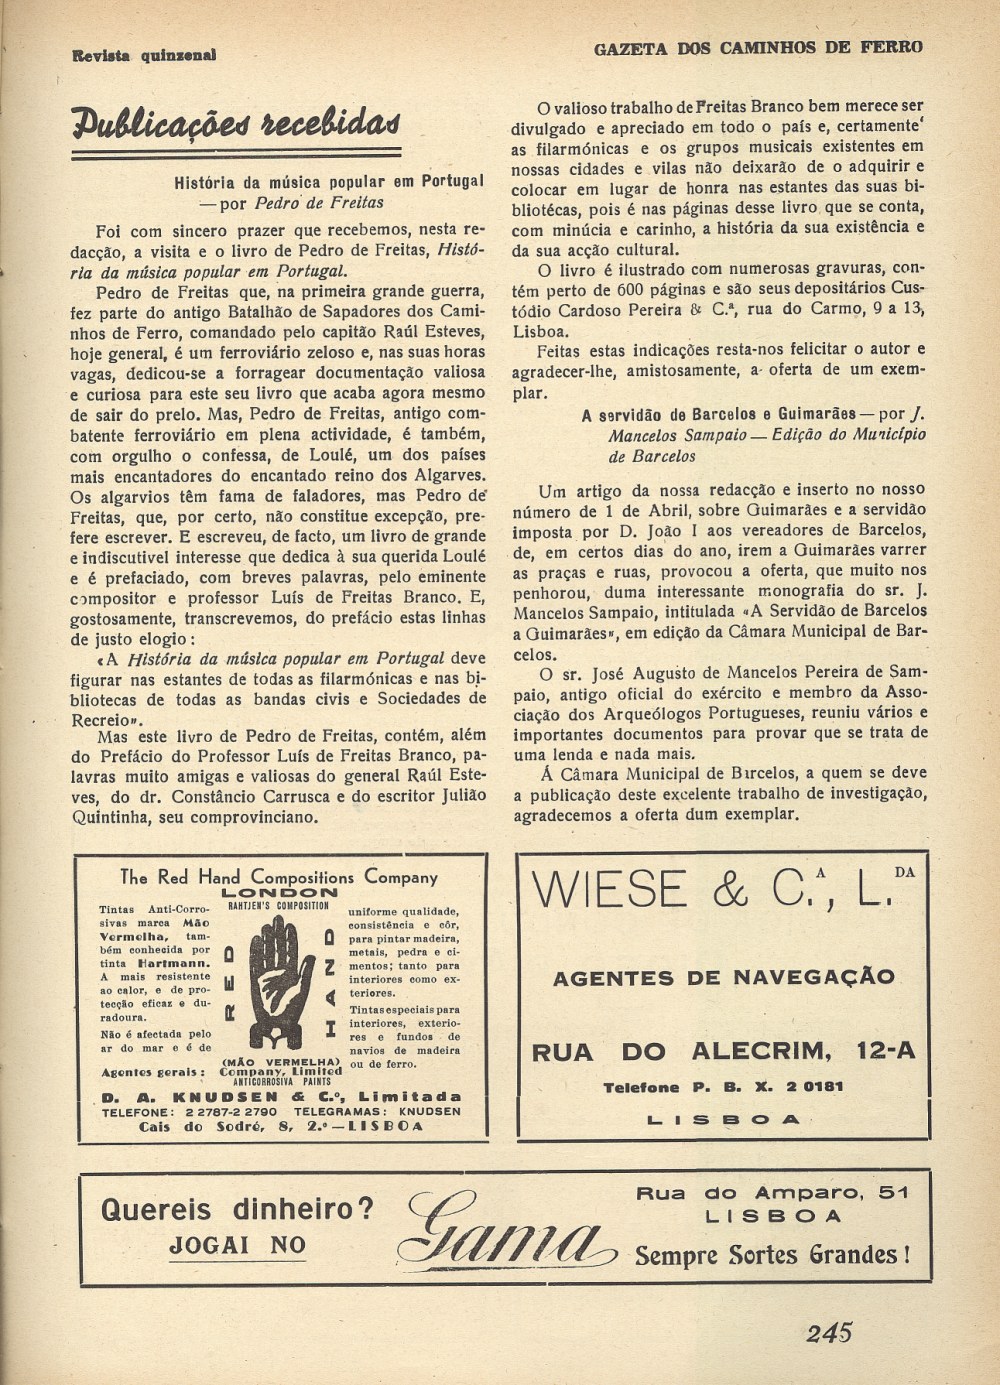 Revista quinzenal
GAZETA DOS CAMINHOS DE FERRO
Publicações recebidas
História da música popular em Portugal
— por Pedro de Freitas
Foi com sincero prazer que recebemos, nesta re-
dacção, a visita e o livro de Pedro de Freitas, Histó-
ria da música popular em Portugal.
Pedro de Freitas que, na primeira grande guerra,
fez parte do antigo Batalhão de Sapadores dos Cami-
nhos de Ferro, comandado pelo capitão Raúl Esteves,
hoje general, é um ferroviário zeloso e, nas suas horas
vagas, dedicou-se a forragear documentação valiosa
e curiosa para este seu livro que acaba agora mesmo
de sair do prelo. Mas, Pedro de Freitas, antigo com-
batente ferroviário em plena actividade, é também,
com orgulho o confessa, de Loulé, um dos países
mais encantadores do encantado reino dos Algarves.
Os algarvios têm fama de faladores, mas Pedro de
Freitas, que, por certo, não constitue excepção, pre-
fere escrever. E escreveu, de facto, um livro de grande
e indiscutivel interesse que dedica à sua querida Loulé
e é prefaciado, com breves palavras, pelo eminente
compositor e professor Luís de Freitas Branco. E,
gostosamente, transcrevemos, do prefácio estas linhas
de justo elogio :
«A História da música popular em Portugal deve
figurar nas estantes de todas as filarmónicas e nas bi-
bliotecas de todas as bandas civis e Sociedades de
Recreio».
Mas este livro de Pedro de Freitas, contém, além
do Prefácio do Professor Luís de Freitas Branco, pa-
lavras muito amigas e valiosas do general Raúl Este-
ves, do dr. Constâncio Carrusca e do escritor Julião
Quintinha, seu comprovinciano.
O valioso trabalho de Freitas Branco bem merece ser
divulgado e apreciado em todo o país e, certamente'
as filarmónicas e os grupos musicais existentes em
nossas cidades e vilas não deixarão de o adquirir e
colocar em lugar de honra nas estantes das suas bi-
bliotécas, pois é nas páginas desse livro que se conta,
com minúcia e carinho, a história da sua existência e
da sua acção cultural.
O livro é ilustrado com numerosas gravuras, con-
tém perto de 600 páginas e são seus depositários Cus-
tódio Cardoso Pereira & C.ª, rua do Carmo, 9 a 13,
Lisboa.
Feitas estas indicações resta-nos felicitar o autor e
agradecer-lhe, amistosamente, a oferta de um exem-
plar.
A servidão de Barcelos e Guimarães — por J.
Mancelos Sampaio — Edição do Município
de Barcelos
Um artigo da nossa redacção e inserto no nosso
número de 1 de Abril, sobre Guimarães e a servidão
imposta por D. João I aos vereadores de Barcelos,
de, em certos dias do ano, irem a Guimarães varrer
as praças e ruas, provocou a oferta, que muito nos
penhorou, duma interessante monografia do sr. J.
Mancelos Sampaio, intitulada «A Servidão de Barcelos
a Guimarães», em edição da Câmara Municipal de Bar-
celos.
O sr. José Augusto de Mancelos Pereira de Sam-
paio, antigo oficial do exército e membro da Asso-
ciação dos Arqueólogos Portugueses, reuniu vários e
importantes documentos para provar que se trata de
uma lenda e nada mais.
Á Câmara Municipal de Barcelos, a quem se deve
a publicação deste excelente trabalho de investigação,
agradecemos a oferta dum exemplar.
The Red Hand Compositions Company
LONDON
RAHTJEN'S COMPOSITION
Tintas Anti-Corro-
sivas marca Mão
Vermelha, tam-
bém conhecida por
tinta Hartmann.
A mais resistente
ao calor, e de pro-
tecção eficaz e du-
radoura.
Não é afectada pelo
ar do mar e é de
RED
HAND
uniforme qualidade,
consistência e côr,
para pintar madeira,
metais, pedra e ci-
mentos; tanto para
interiores como ex-
teriores.
Tintas especiais para
interiores, exterio-
res e fundos de
navios de madeira
ou de ferro.
(MÃO VERMELHA)
Agentes gerais : Company, Limited
ANTICORROSIVA PAINTS
D. A. KNUDSEN & C.º, Limitada
TELEFONE: 2 2787-2 2790 TELEGRAMAS: KNUDSEN
Cais do Sodré, 8, 2.º — LISBOA
WIESE & C.A, L.DA
AGENTES DE NAVEGAÇÃO
RUA DO ALECRIM, 12-A
Telefone P. B. X. 2 0181
LISBOA
Quereis dinheiro?
JOGAI NO
Gama
Rua do Amparo, 51
LISBOA
Sempre Sortes Grandes !
245